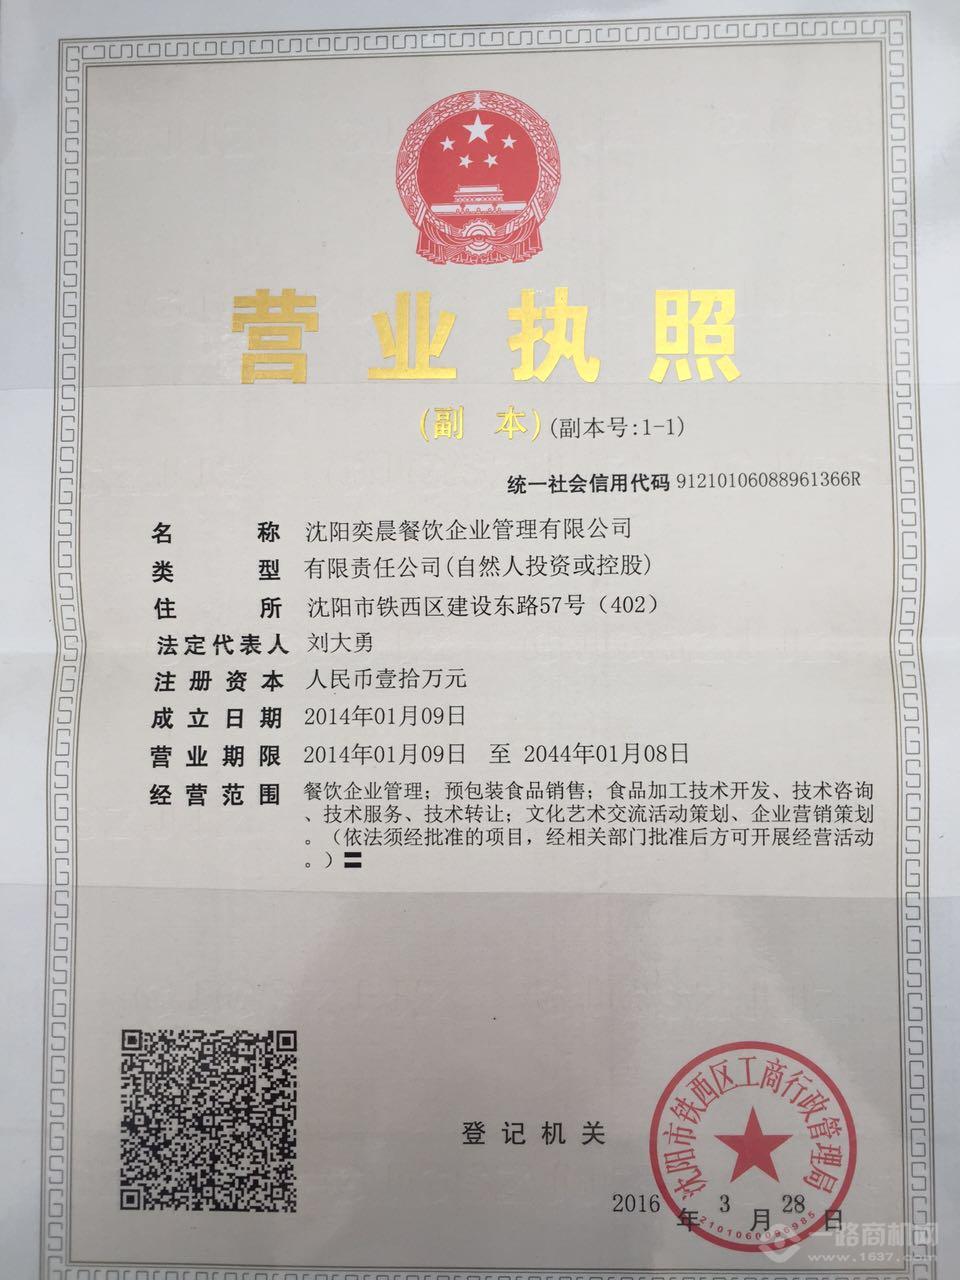 营业执照
(副 本) (副本号:1-1)
统一社会信用代码 91210106088961366R
名 称 沈阳奕晨餐饮企业管理有限公司
类 型 有限责任公司(自然人投资或控股)
住 所 沈阳市铁西区建设东路57号（402）
法定代表人 刘大勇
注册资本 人民币壹拾万元
成立日期 2014年01月09日
营业期限 2014年01月09日 至 2044年01月08日
经营范围 餐饮企业管理；预包装食品销售；食品加工技术开发、技术咨询
、技术服务、技术转让；文化艺术交流活动策划、企业营销策划
。（依法须经批准的项目，经相关部门批准后方可开展经营活动
。）
登记机关
沈阳市铁西区工商行政管理局
2016 年 3 月 28 日
2101060096985
一路商机网
www.1637.com